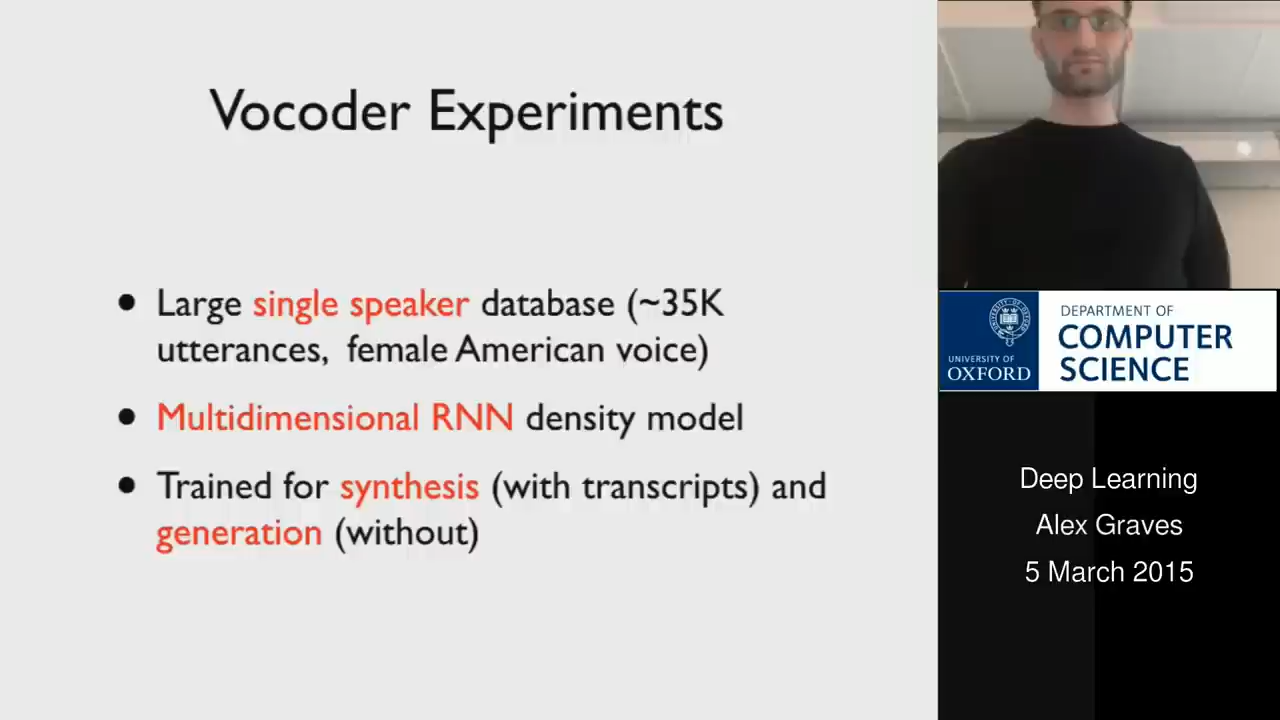 Vocoder Experiments
• Large single speaker database (~35K
utterances, female American voice)
• Multidimensional RNN density model
• Trained for synthesis (with transcripts) and
generation (without)
UNIVERSITY OF
OXFORD
DEPARTMENT OF
COMPUTER
SCIENCE
Deep Learning
Alex Graves
5 March 2015